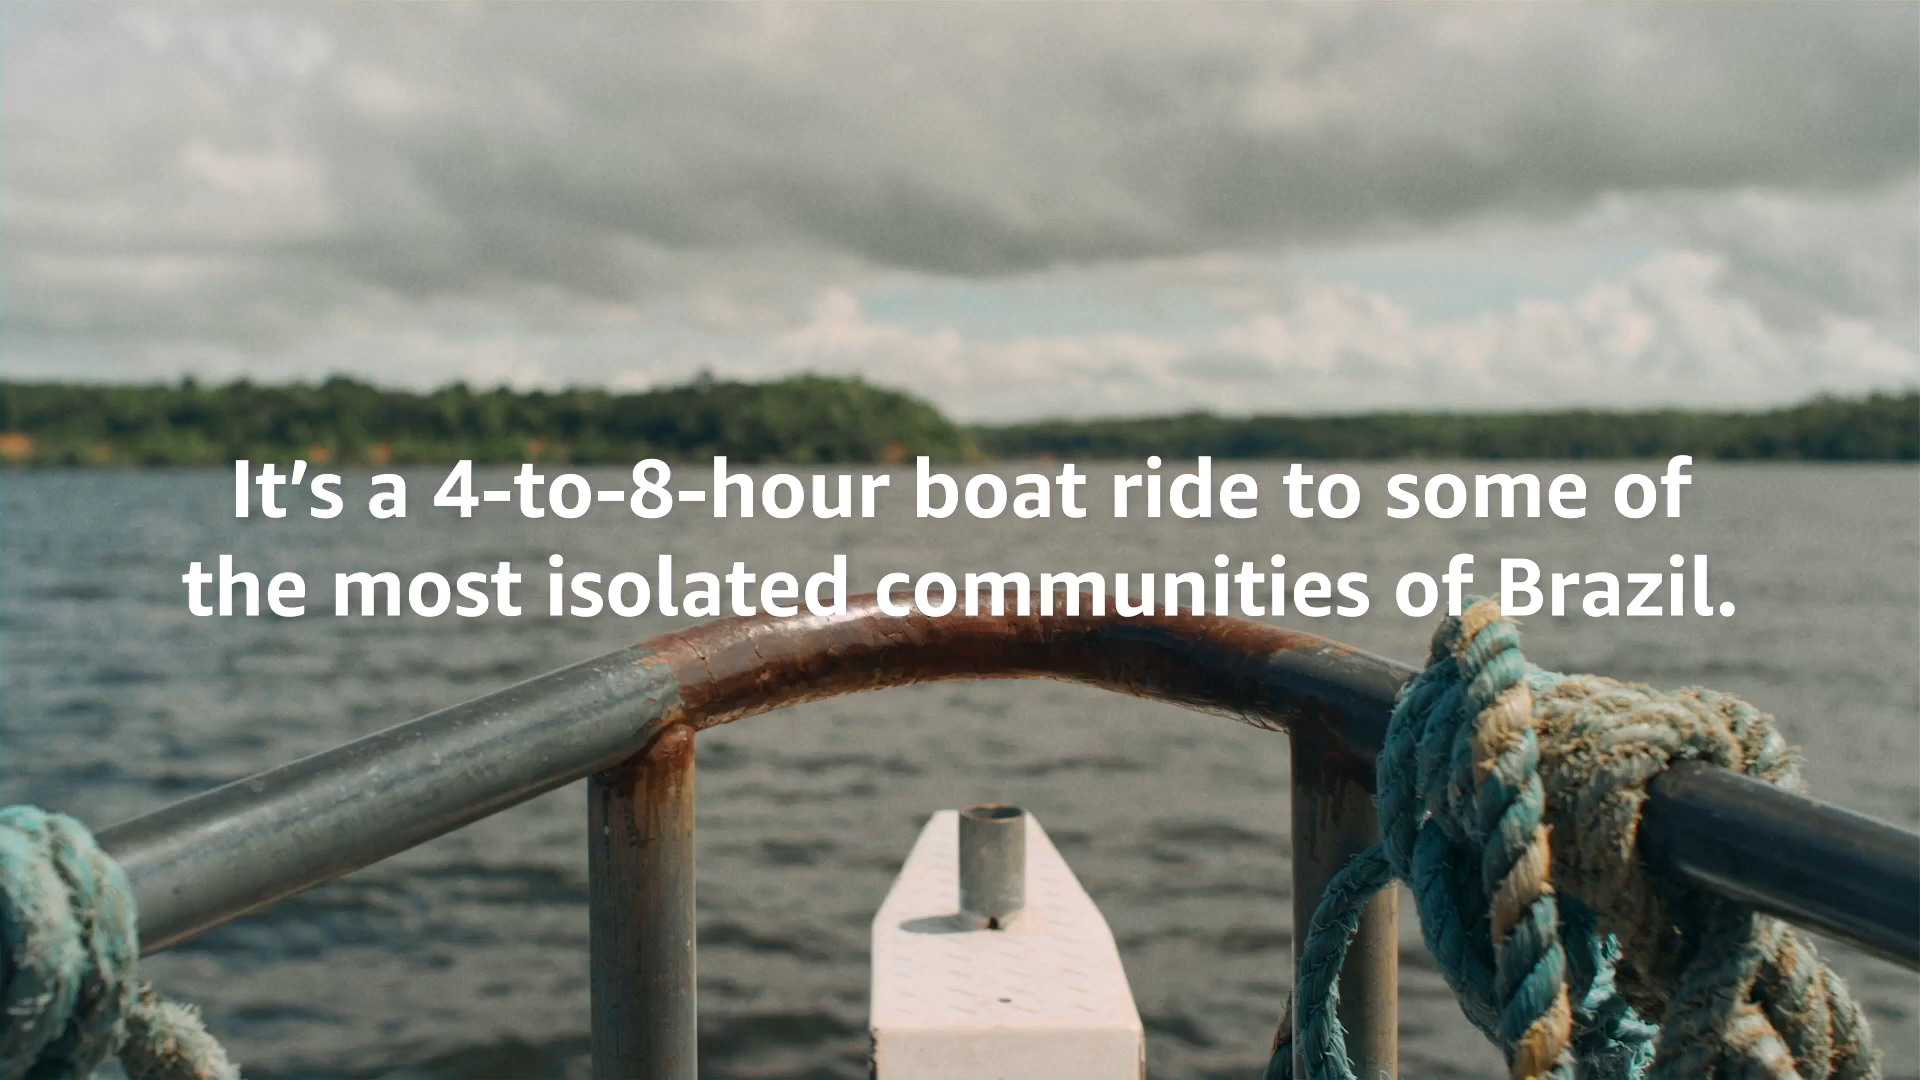 It’s a 4-to-8-hour boat ride to some of
the most isolated communities of Brazil.